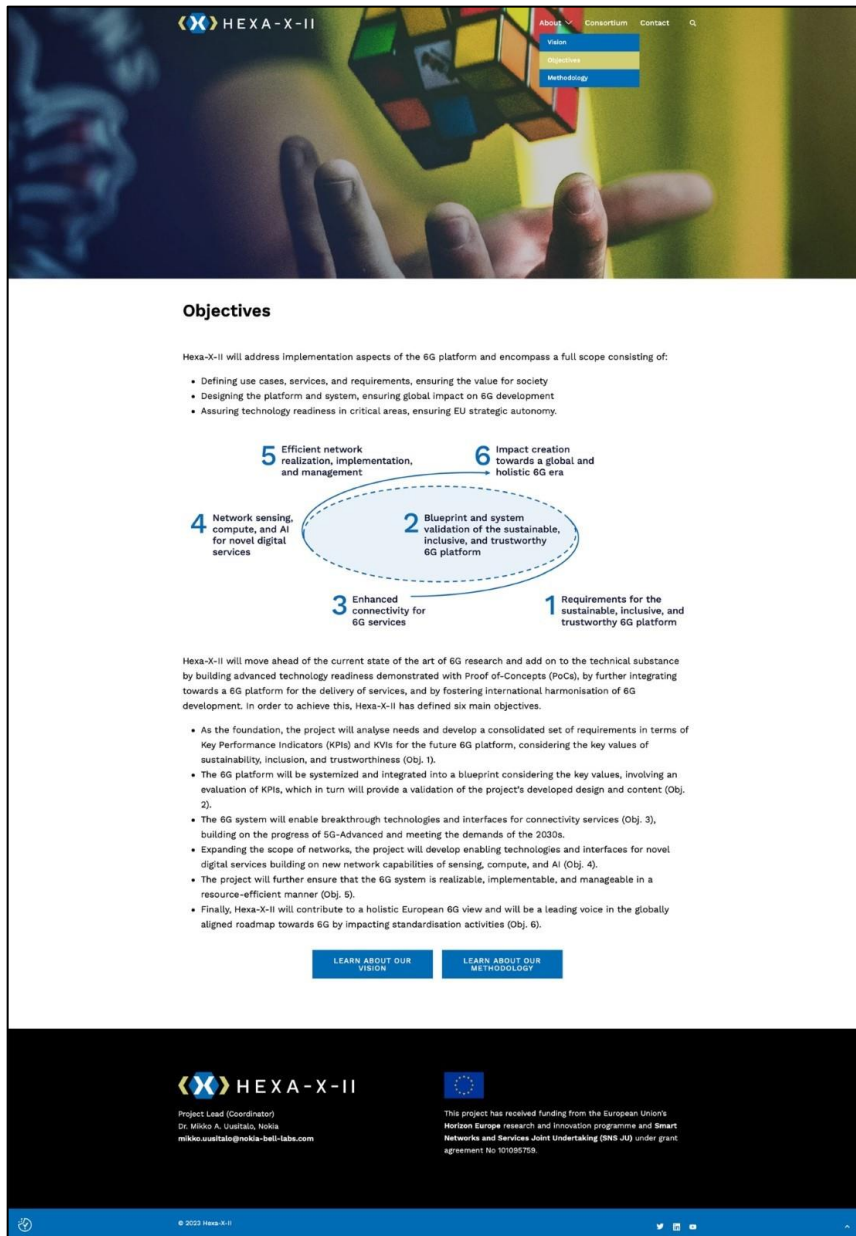 HEXA-X-II
About Consortium Contact
Vision
Objectives
Methodology
Objectives
Hexa-X-II will address implementation aspects of the 6G platform and encompass a full scope consisting of:
• Defining use cases, services, and requirements, ensuring the value for society
• Designing the platform and system, ensuring global impact on 6G development
• Assuring technology readiness in critical areas, ensuring EU strategic autonomy.
5 Efficient network
realization, implementation,
and management
6 Impact creation
towards a global and
holistic 6G era
4 Network sensing,
compute, and AI
for novel digital
services
2 Blueprint and system
validation of the sustainable,
inclusive, and trustworthy
6G platform
3 Enhanced
connectivity for
6G services
1 Requirements for the
sustainable, inclusive, and
trustworthy 6G platform
Hexa-X-II will move ahead of the current state of the art of 6G research and add on to the technical substance
by building advanced technology readiness demonstrated with Proof of-Concepts (PoCs), by further integrating
towards a 6G platform for the delivery of services, and by fostering international harmonisation of 6G
development. In order to achieve this, Hexa-X-II has defined six main objectives.
• As the foundation, the project will analyse needs and develop a consolidated set of requirements in terms of
Key Performance Indicators (KPIs) and KVIs for the future 6G platform, considering the key values of
sustainability, inclusion, and trustworthiness (Obj. 1).
• The 6G platform will be systemized and integrated into a blueprint considering the key values, involving an
evaluation of KPIs, which in turn will provide a validation of the project's developed design and content (Obj.
2).
• The 6G system will enable breakthrough technologies and interfaces for connectivity services (Obj. 3),
building on the progress of 5G-Advanced and meeting the demands of the 2030s.
• Expanding the scope of networks, the project will develop enabling technologies and interfaces for novel
digital services building on new network capabilities of sensing, compute, and AI (Obj. 4).
• The project will further ensure that the 6G system is realizable, implementable, and manageable in a
resource-efficient manner (Obj. 5).
• Finally, Hexa-X-II will contribute to a holistic European 6G view and will be a leading voice in the globally
aligned roadmap towards 6G by impacting standardisation activities (Obj. 6).
LEARN ABOUT OUR
VISION
LEARN ABOUT OUR
METHODOLOGY
HEXA-X-II
Project Lead (Coordinator)
Dr. Mikko A. Uusitalo, Nokia
mikko.uusitalo@nokia-bell-labs.com
This project has received funding from the European Union's
Horizon Europe research and innovation programme and Smart
Networks and Services Joint Undertaking (SNS JU) under grant
agreement No 101095759.
© 2023 Hexa-X-II